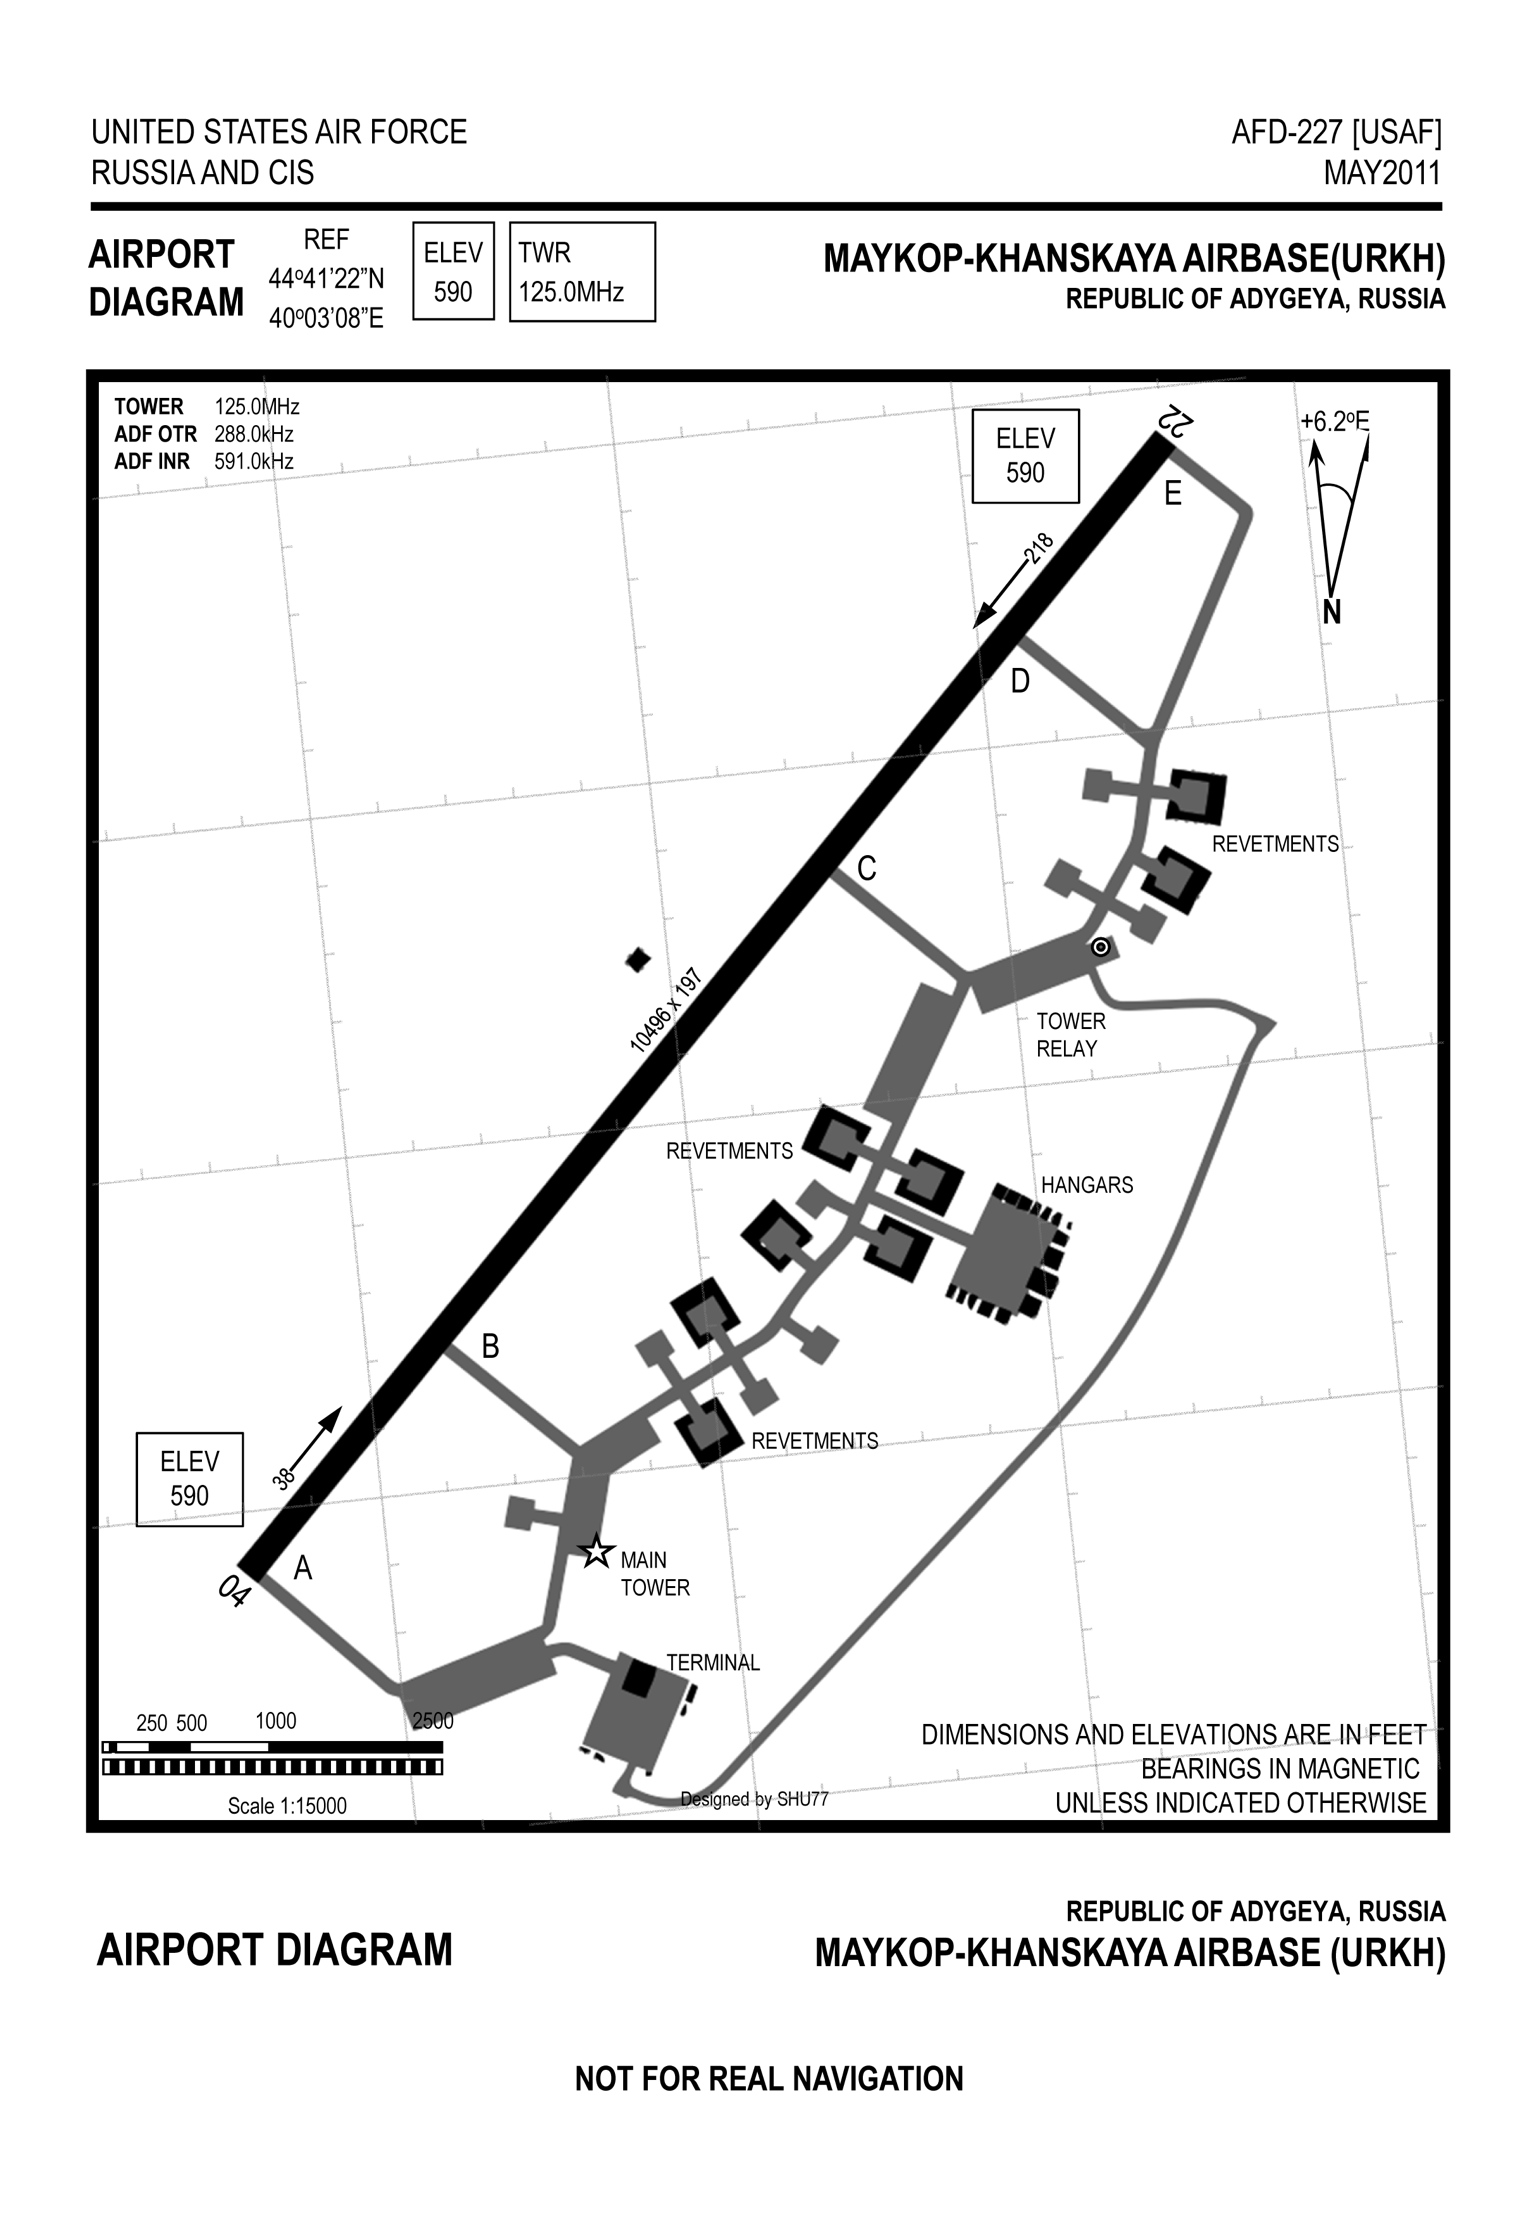 UNITED STATES AIR FORCE
RUSSIA AND CIS
AFD-227 [USAF]
MAY2011
AIRPORT
DIAGRAM
REF
44º41’22”N
40º03’08”E
ELEV
590
TWR
125.0MHz
MAYKOP-KHANSKAYA AIRBASE(URKH)
REPUBLIC OF ADYGEYA, RUSSIA
TOWER 125.0MHz
ADF OTR 288.0kHz
ADF INR 591.0kHz
ELEV
590
22
+6.2ºE
E
N
218
D
REVETMENTS
C
10496 x 197
TOWER
RELAY
REVETMENTS
HANGARS
B
REVETMENTS
ELEV
590
38
A
04
MAIN
TOWER
TERMINAL
250 500 1000 2500
Scale 1:15000
Designed by SHU77
DIMENSIONS AND ELEVATIONS ARE IN FEET
BEARINGS IN MAGNETIC
UNLESS INDICATED OTHERWISE
REPUBLIC OF ADYGEYA, RUSSIA
AIRPORT DIAGRAM
MAYKOP-KHANSKAYA AIRBASE (URKH)
NOT FOR REAL NAVIGATION